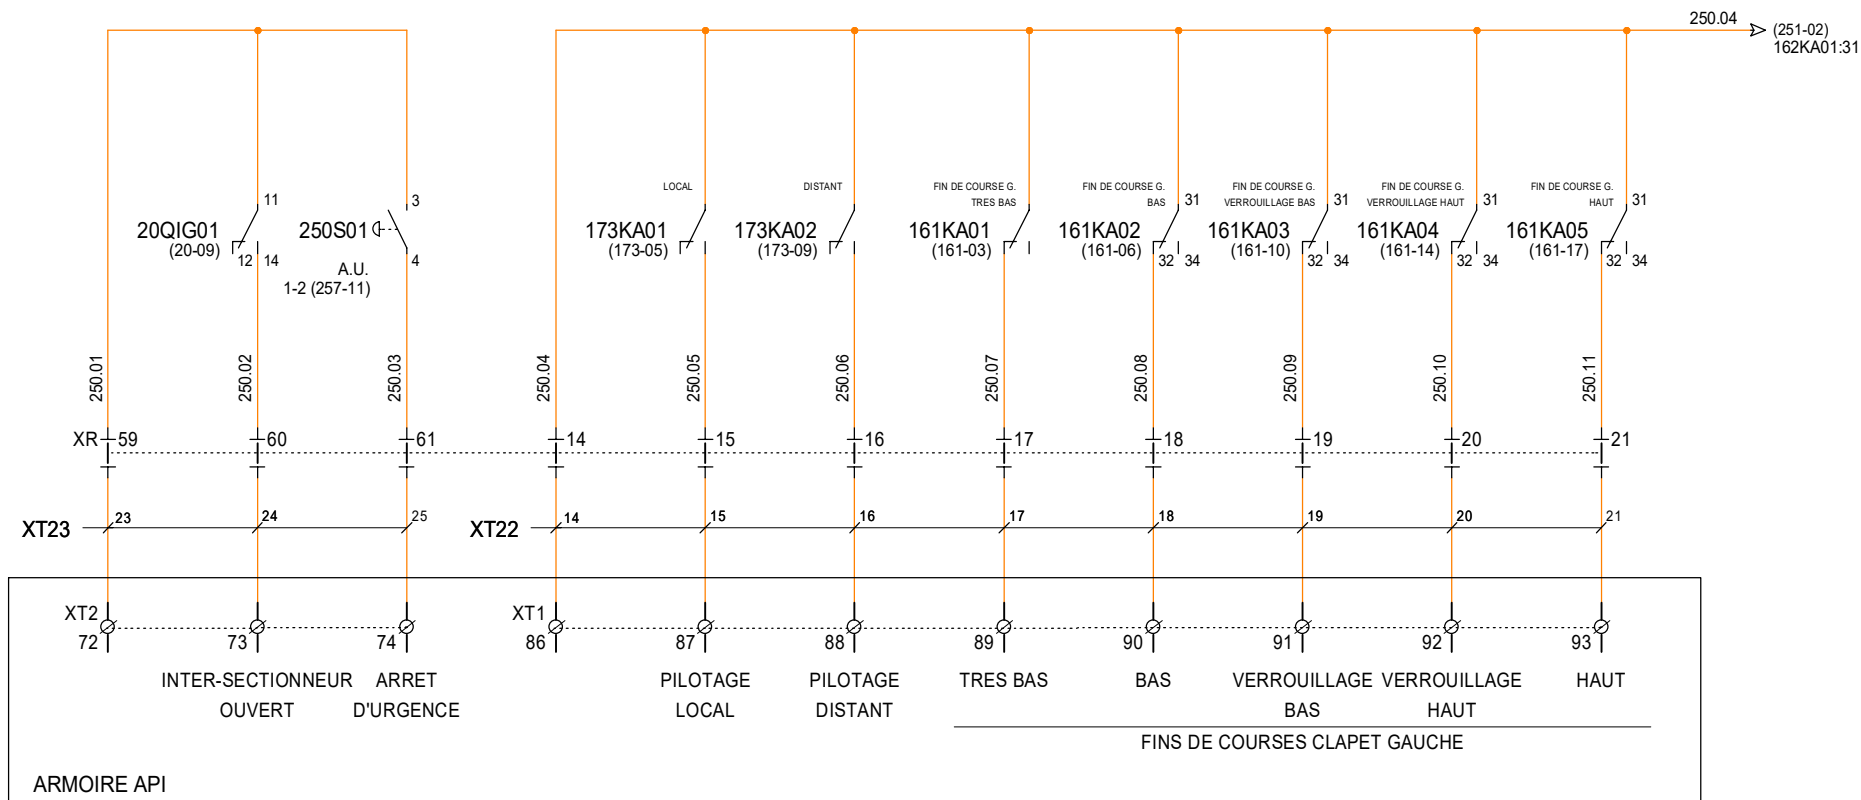 250.04
(251-02)
162KA01:31
11
20QIG01
(20-09)
12 14
3
250S01
4
A.U.
1-2 (257-11)
LOCAL
173KA01
(173-05)
DISTANT
173KA02
(173-09)
FIN DE COURSE G.
TRES BAS
161KA01
(161-03)
FIN DE COURSE G.
BAS
31
161KA02
(161-06)
32 34
FIN DE COURSE G.
VERROUILLAGE BAS
31
161KA03
(161-10)
32 34
FIN DE COURSE G.
VERROUILLAGE HAUT
31
161KA04
(161-14)
32 34
FIN DE COURSE G.
HAUT
31
161KA05
(161-17)
32 34
250.01
250.02
250.03
250.04
250.05
250.06
250.07
250.08
250.09
250.10
250.11
XR 59 60 61 14 15 16 17 18 19 20 21
XT23 23 24 25
XT22 14 15 16 17 18 19 20 21
XT2
72 73 74
XT1
86 87 88 89 90 91 92 93
INTER-SECTIONNEUR
OUVERT
ARRET
D'URGENCE
PILOTAGE
LOCAL
PILOTAGE
DISTANT
TRES BAS
BAS
VERROUILLAGE
BAS
VERROUILLAGE
HAUT
HAUT
FINS DE COURSES CLAPET GAUCHE
ARMOIRE API